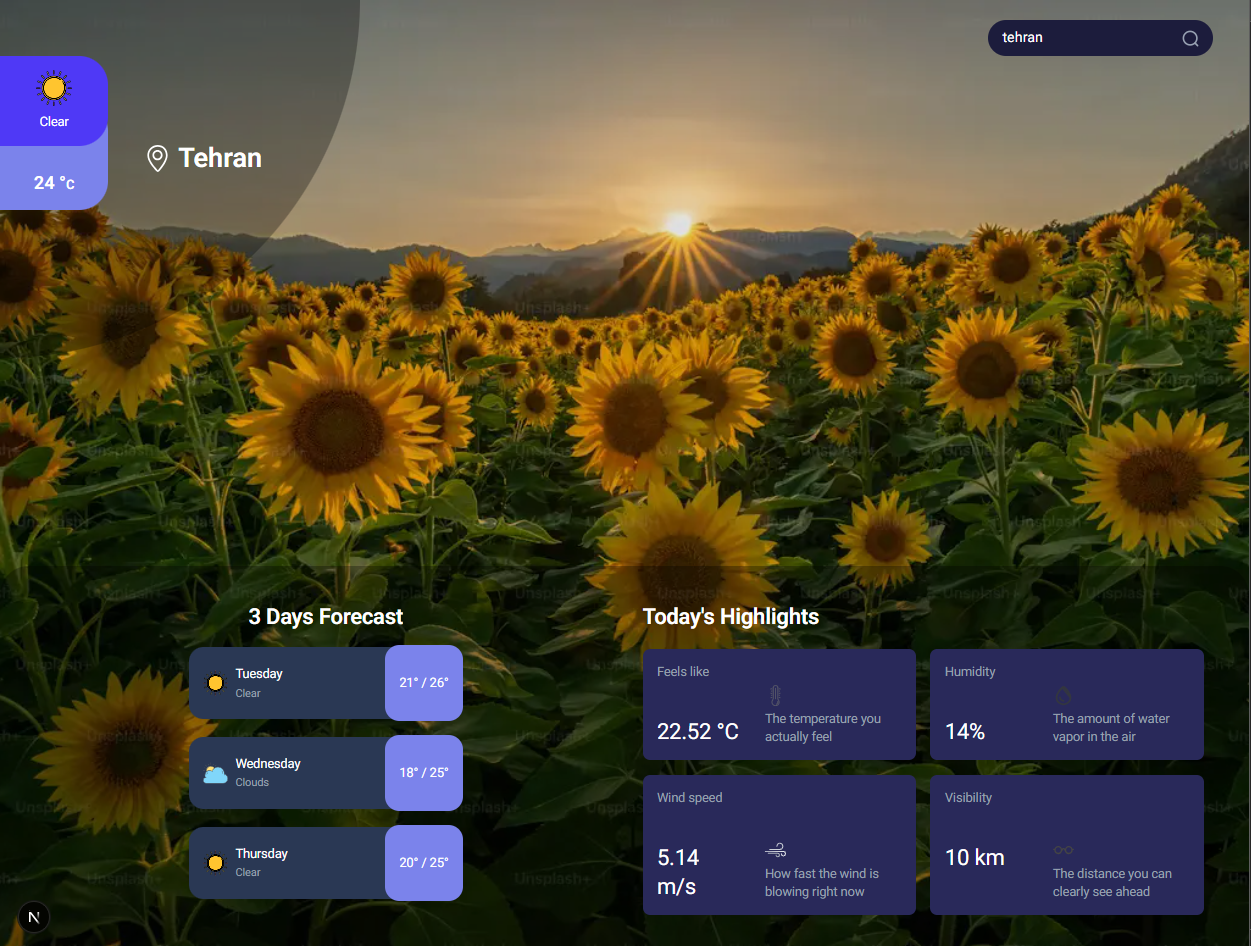 tehran
Clear
24 °c
Tehran
3 Days Forecast
Tuesday
Clear
21° / 26°
Wednesday
Clouds
18° / 25°
Thursday
Clear
20° / 25°
Today's Highlights
Feels like
22.52 °C
The temperature you
actually feel
Humidity
14%
The amount of water
vapor in the air
Wind speed
5.14
m/s
How fast the wind is
blowing right now
Visibility
10 km
The distance you can
clearly see ahead
N
Unsplash+